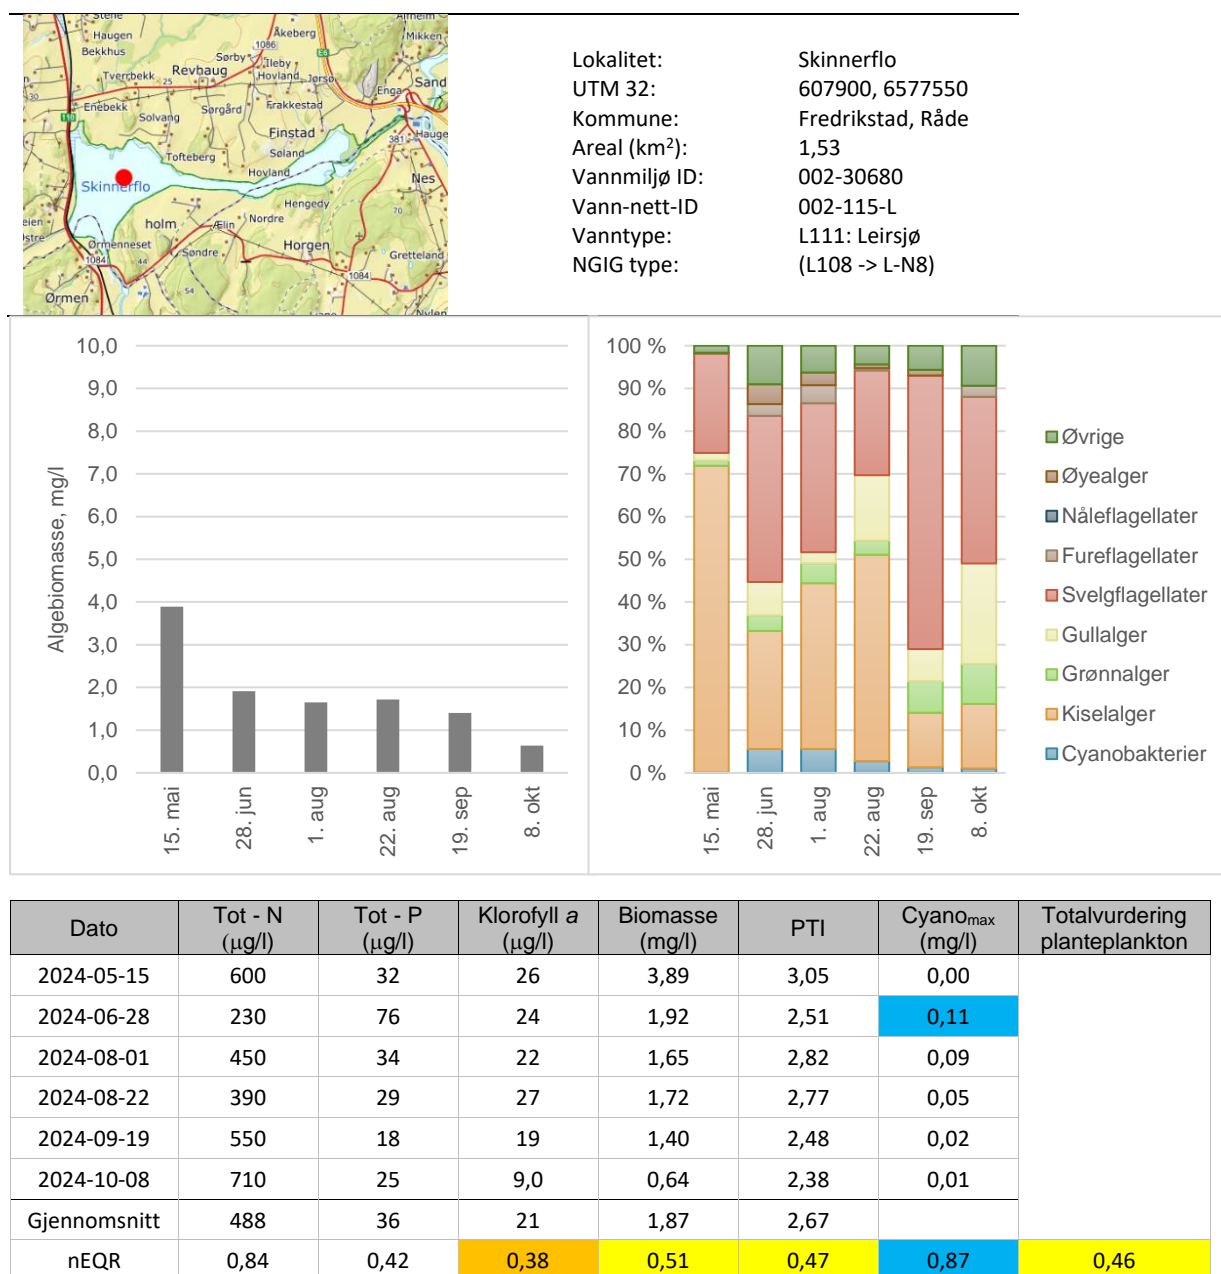 Stene
Haugen
Bekkhus
Åkeberg
Almeim
Mikken
1086
E6
Sørby
Ileby
Revhaug
Hovland
Jørsø
Tverrbekk
25
Sand
Enga
30
Enebekk
Solvang
Sørgård
Frakkestad
110
Finstad
381
Hauge
Tofteberg
Søland
Hovland
Nes
Skinnerflo
Hengedy
70
holm
Ælin
Nordre
Ørmenneset
Søndre
Horgen
Gretteland
1084
44
1084
54
Ørmen
Nylen
Lokalitet: Skinnerflo
UTM 32: 607900, 6577550
Kommune: Fredrikstad, Råde
Areal (km²): 1,53
Vannmiljø ID: 002-30680
Vann-nett-ID 002-115-L
Vanntype: L111: Leirsjø
NGIG type: (L108 -> L-N8)
Algebiomasse, mg/l
10,0
9,0
8,0
7,0
6,0
5,0
4,0
3,0
2,0
1,0
0,0
15. mai
28. jun
1. aug
22. aug
19. sep
8. okt
100 %
90 %
80 %
70 %
60 %
50 %
40 %
30 %
20 %
10 %
0 %
15. mai
28. jun
1. aug
22. aug
19. sep
8. okt
Øvrige
Øyealger
Nåleflagellater
Fureflagellater
Svelgflagellater
Gullalger
Grønnalger
Kiselalger
Cyanobakterier
Dato Tot - N (µg/l) Tot - P (µg/l) Klorofyll a (µg/l) Biomasse (mg/l) PTI Cyanomax (mg/l) Totalvurdering planteplankton
2024-05-15 600 32 26 3,89 3,05 0,00
2024-06-28 230 76 24 1,92 2,51 0,11
2024-08-01 450 34 22 1,65 2,82 0,09
2024-08-22 390 29 27 1,72 2,77 0,05
2024-09-19 550 18 19 1,40 2,48 0,02
2024-10-08 710 25 9,0 0,64 2,38 0,01
Gjennomsnitt 488 36 21 1,87 2,67
nEQR 0,84 0,42 0,38 0,51 0,47 0,87 0,46